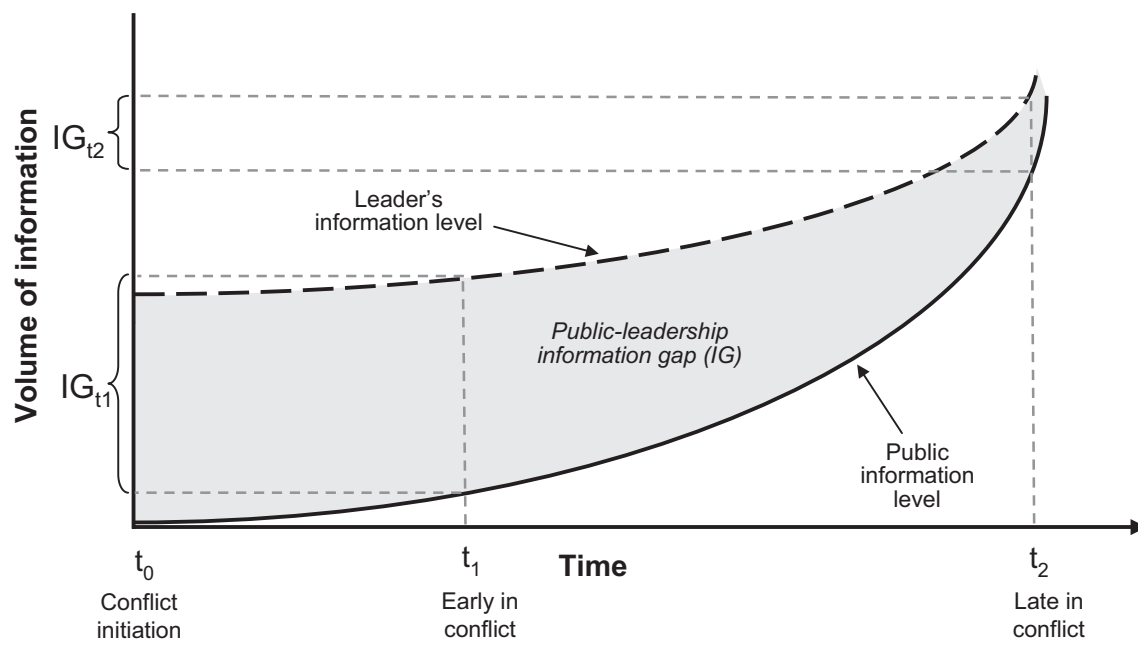 Volume of information
IG_t2
IG_t1
Leader's
information level
Public-leadership
information gap (IG)
Public
information
level
t_0
Conflict
initiation
t_1
Early in
conflict
Time
t_2
Late in
conflict